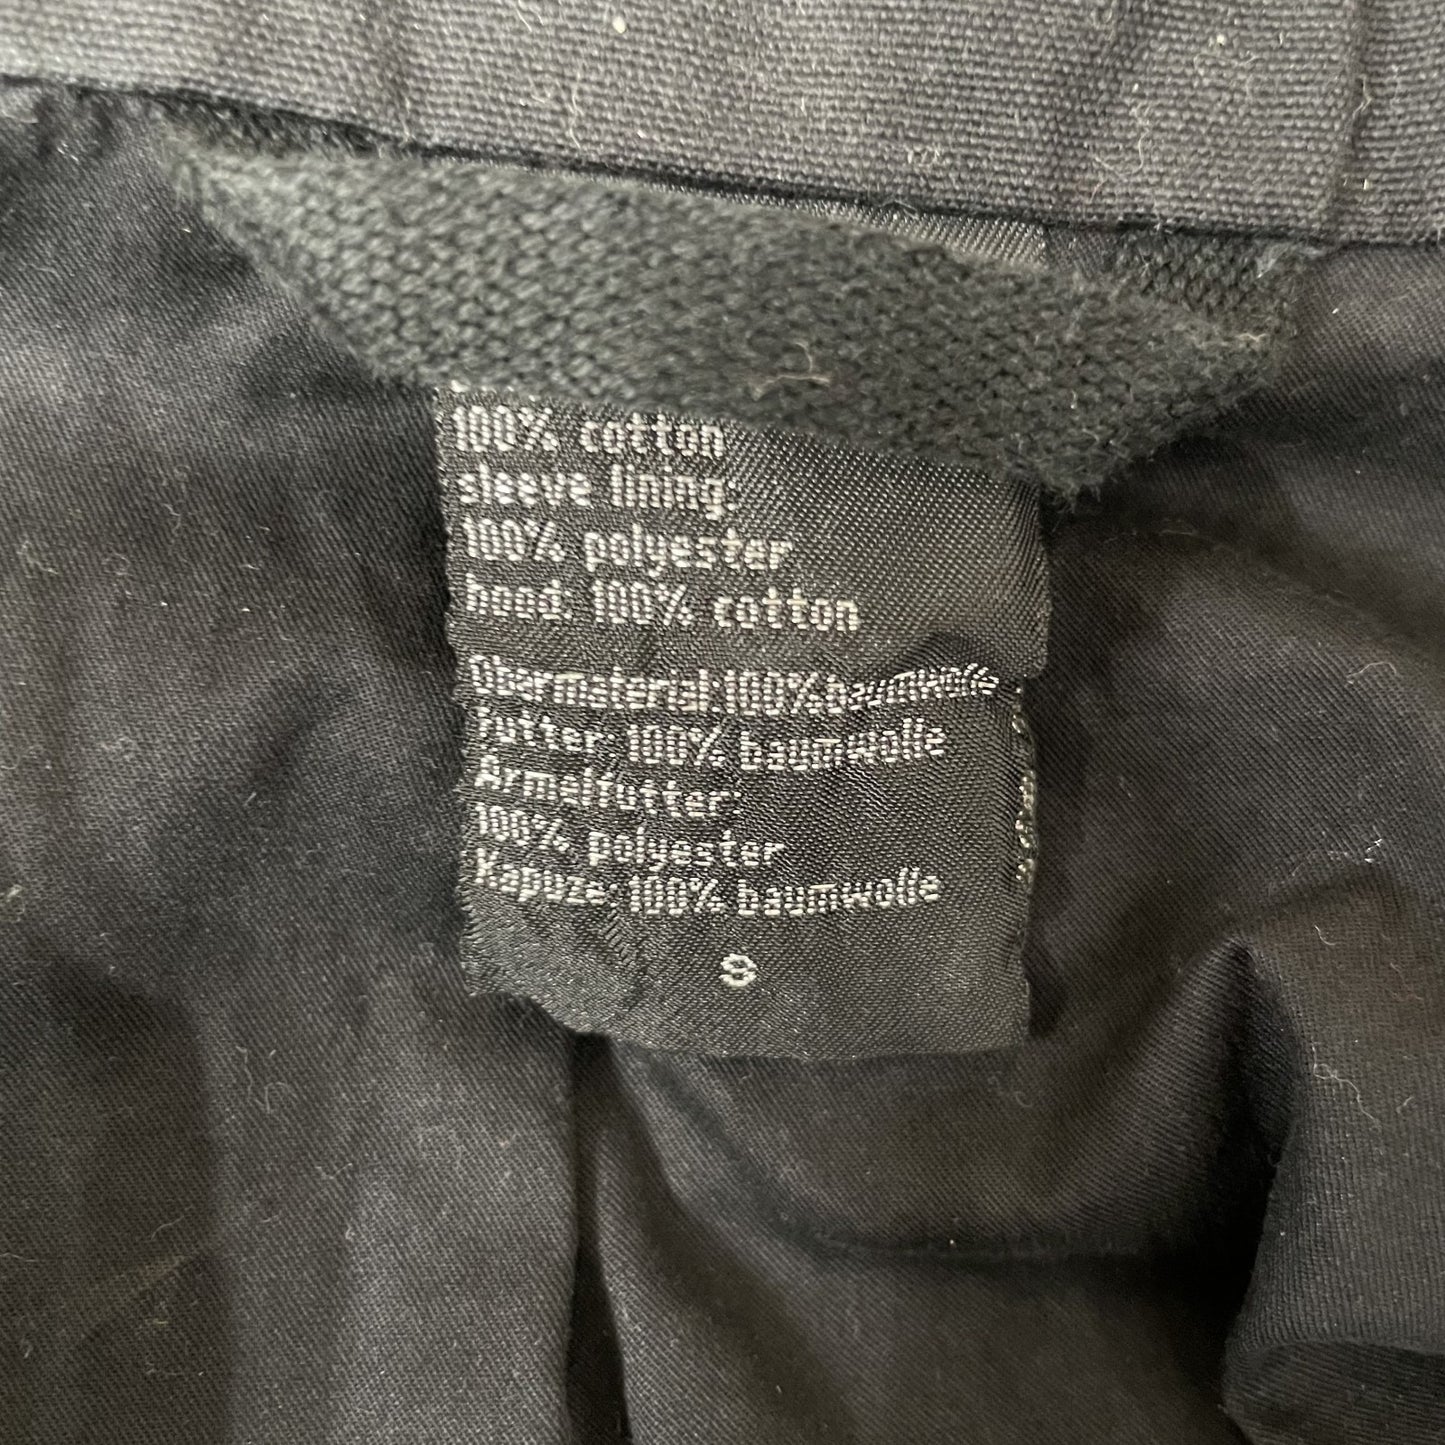 100% cotton
sleeve lining:
100% polyester
hood: 100% cotton
Obermaterial:100%baumwolle
Futter: 100% baumwolle
Armelfutter:
100% polyester
Kapuze: 100% baumwolle
S